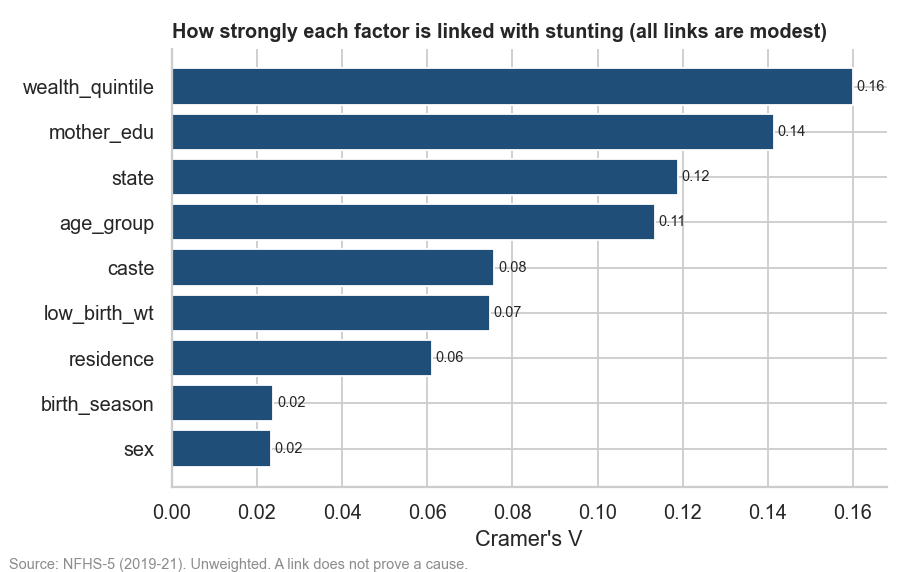 How strongly each factor is linked with stunting (all links are modest)
wealth_quintile 0.16
mother_edu 0.14
state 0.12
age_group 0.11
caste 0.08
low_birth_wt 0.07
residence 0.06
birth_season 0.02
sex 0.02
0.00 0.02 0.04 0.06 0.08 0.10 0.12 0.14 0.16
Cramer's V
Source: NFHS-5 (2019-21). Unweighted. A link does not prove a cause.